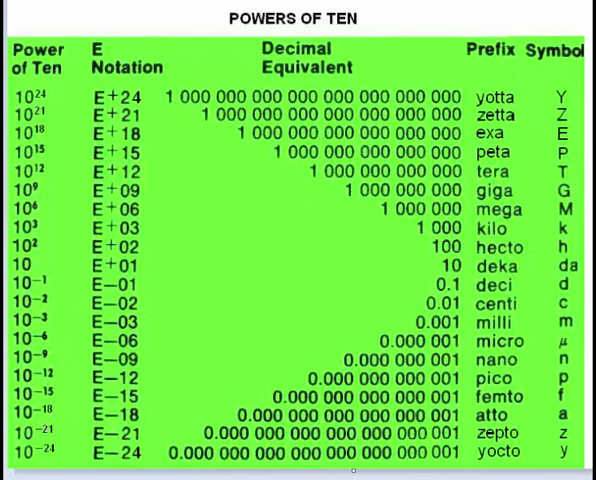 POWERS OF TEN
Power E Decimal Prefix Symbol
of Ten Notation Equivalent
10²⁴ E+24 1 000 000 000 000 000 000 000 000 yotta Y
10²¹ E+21 1 000 000 000 000 000 000 000 zetta Z
10¹⁸ E+18 1 000 000 000 000 000 000 exa E
10¹⁵ E+15 1 000 000 000 000 000 peta P
10¹² E+12 1 000 000 000 000 tera T
10⁹ E+09 1 000 000 000 giga G
10⁶ E+06 1 000 000 mega M
10³ E+03 1 000 kilo k
10² E+02 100 hecto h
10 E+01 10 deka da
10⁻¹ E−01 0.1 deci d
10⁻² E−02 0.01 centi c
10⁻³ E−03 0.001 milli m
10⁻⁶ E−06 0.000 001 micro μ
10⁻⁹ E−09 0.000 000 001 nano n
10⁻¹² E−12 0.000 000 000 001 pico p
10⁻¹⁵ E−15 0.000 000 000 000 001 femto f
10⁻¹⁸ E−18 0.000 000 000 000 000 001 atto a
10⁻²¹ E−21 0.000 000 000 000 000 000 001 zepto z
10⁻²⁴ E−24 0.000 000 000 000 000 000 000 001 yocto y